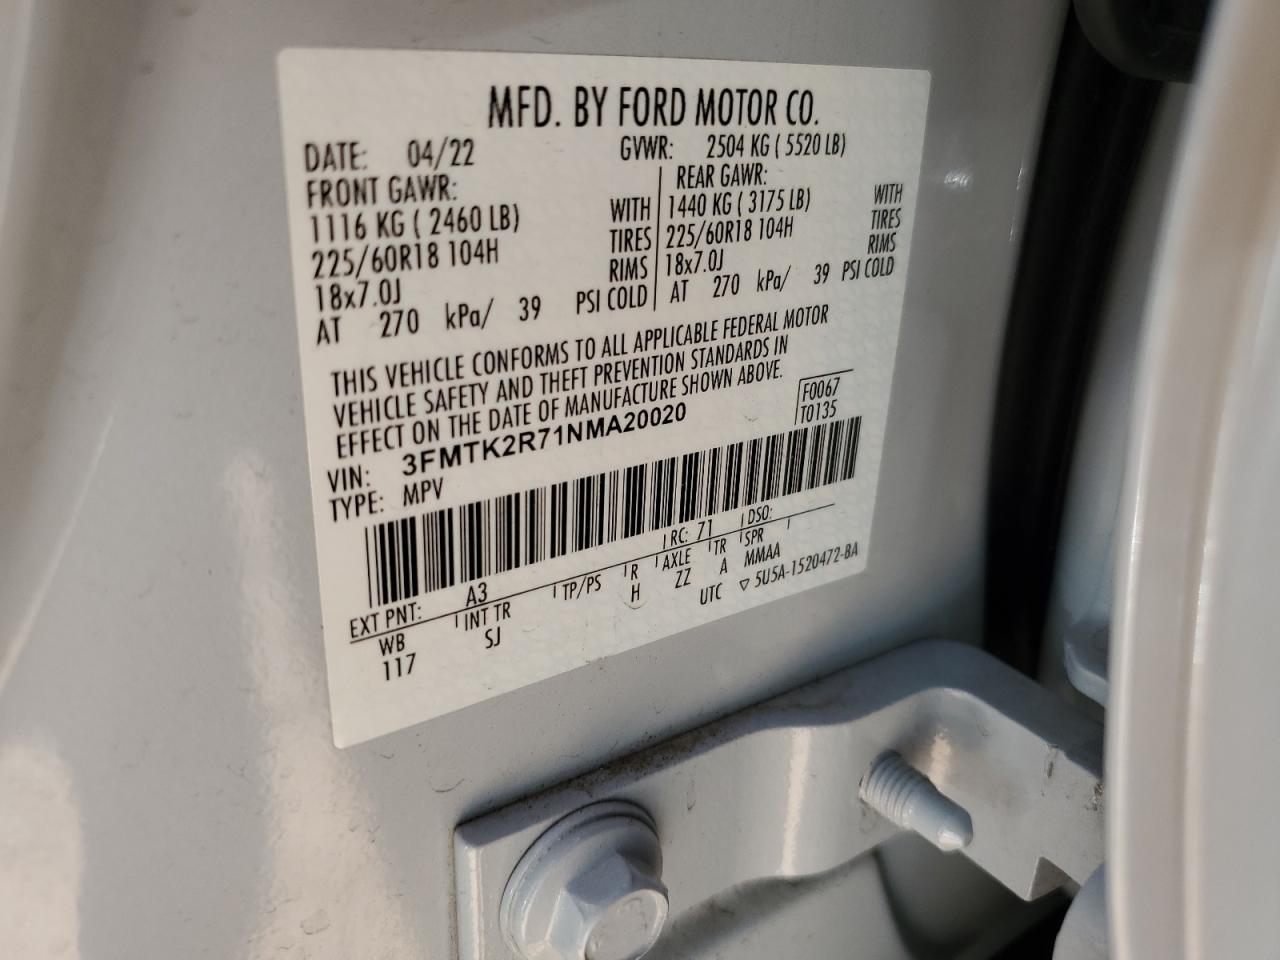 MFD. BY FORD MOTOR CO.
DATE: 04/22 GVWR: 2504 KG ( 5520 LB)
FRONT GAWR: REAR GAWR:
1116 KG ( 2460 LB) WITH 1440 KG ( 3175 LB) WITH
225/60R18 104H TIRES 225/60R18 104H TIRES
18x7.0J RIMS 18x7.0J RIMS
AT 270 kPa/ 39 PSI COLD AT 270 kPa/ 39 PSI COLD
THIS VEHICLE CONFORMS TO ALL APPLICABLE FEDERAL MOTOR
VEHICLE SAFETY AND THEFT PREVENTION STANDARDS IN
EFFECT ON THE DATE OF MANUFACTURE SHOWN ABOVE.
F0067
T0135
VIN: 3FMTK2R71NMA20020
TYPE: MPV
EXT PNT: A3 RC: 71 DSO:
WB INT TR TP/PS R AXLE TR SPR
117 SJ H ZZ A MMAA
UTC ▽ 5U5A-1520472-BA